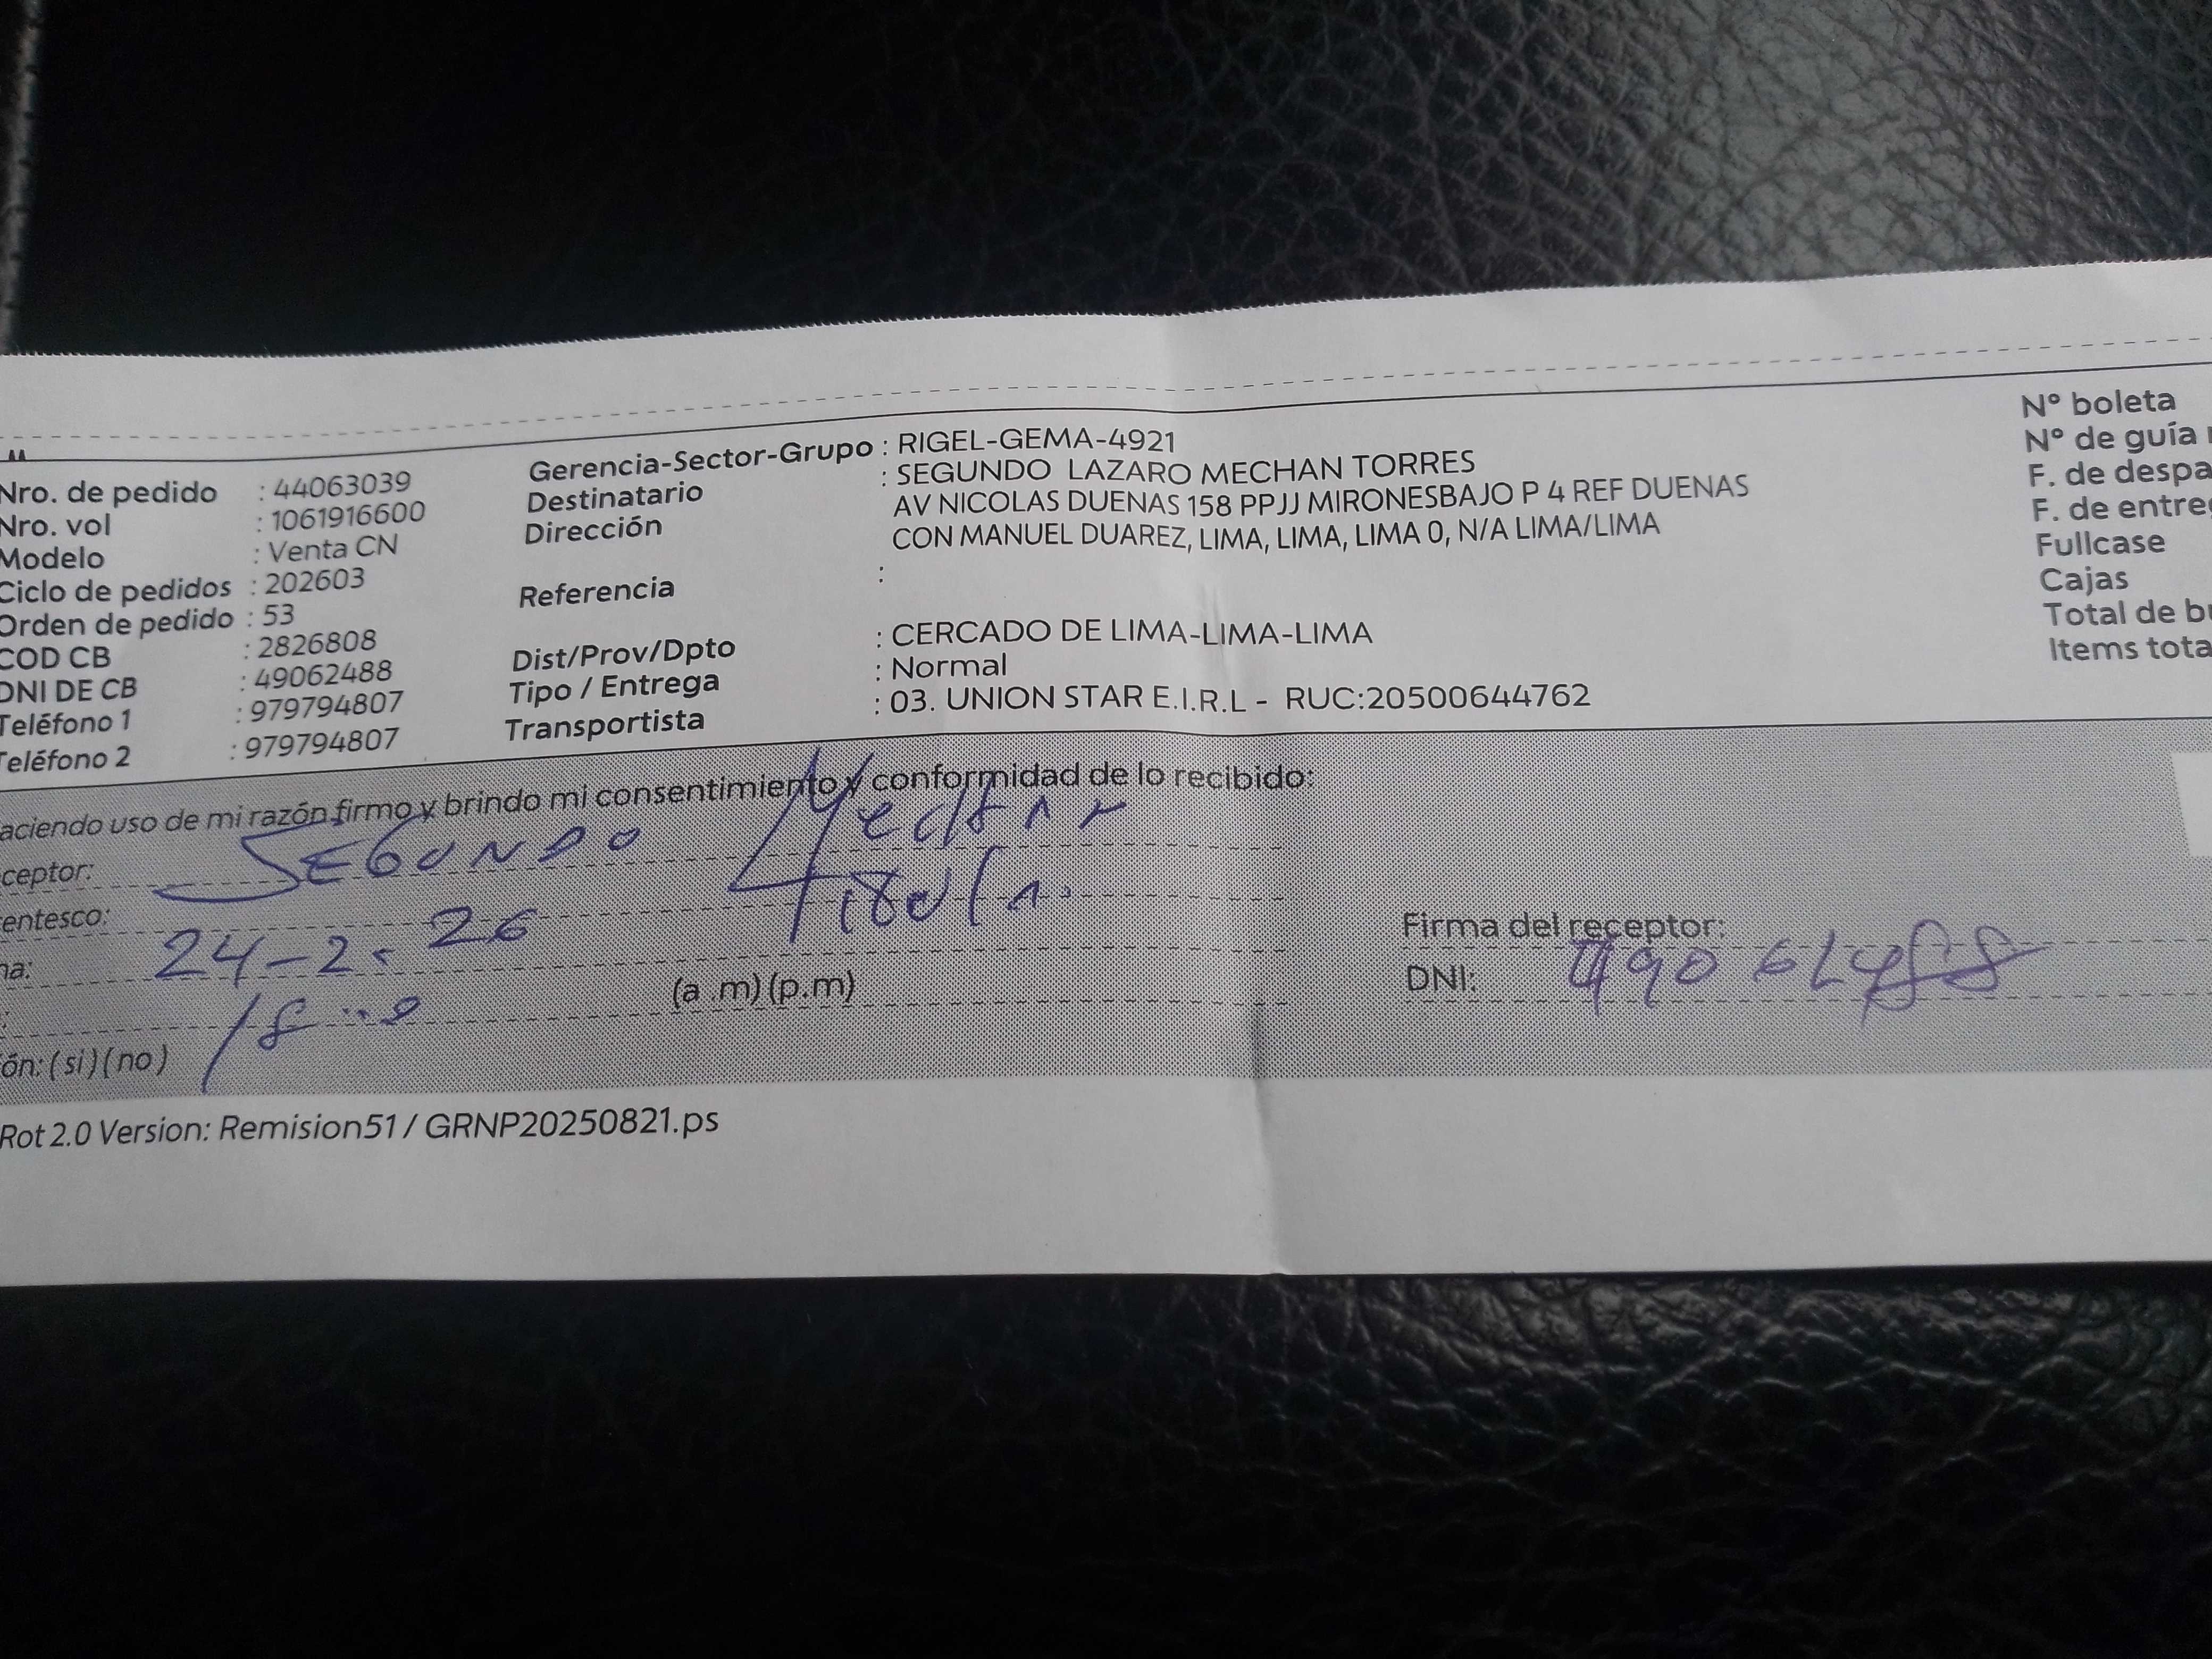 Nro. de pedido : 44063039
Nro. vol : 1061916600
Modelo : Venta CN
Ciclo de pedidos : 202603
Orden de pedido : 53
COD CB : 2826808
DNI DE CB : 49062488
Teléfono 1 : 979794807
Teléfono 2 : 979794807
Gerencia-Sector-Grupo : RIGEL-GEMA-4921
Destinatario : SEGUNDO LAZARO MECHAN TORRES
Dirección AV NICOLAS DUENAS 158 PPJJ MIRONESBAJO P 4 REF DUENAS
CON MANUEL DUAREZ, LIMA, LIMA, LIMA 0, N/A LIMA/LIMA
Referencia :
Dist/Prov/Dpto : CERCADO DE LIMA-LIMA-LIMA
Tipo / Entrega : Normal
Transportista : 03. UNION STAR E.I.R.L - RUC:20500644762
Nº boleta
Nº de guía
F. de despa
F. de entre
Fullcase
Cajas
Total de b
Items tota
aciendo uso de mi razón firmo y brindo mi consentimiento y conformidad de lo recibido:
ceptor: SEGUNDO Mechan
entesco: titular
na: 24-2-26
: (a .m) (p.m)
ón: ( si ) ( no )
Firma del receptor:
DNI:
Rot 2.0 Version: Remision51 / GRNP20250821.ps